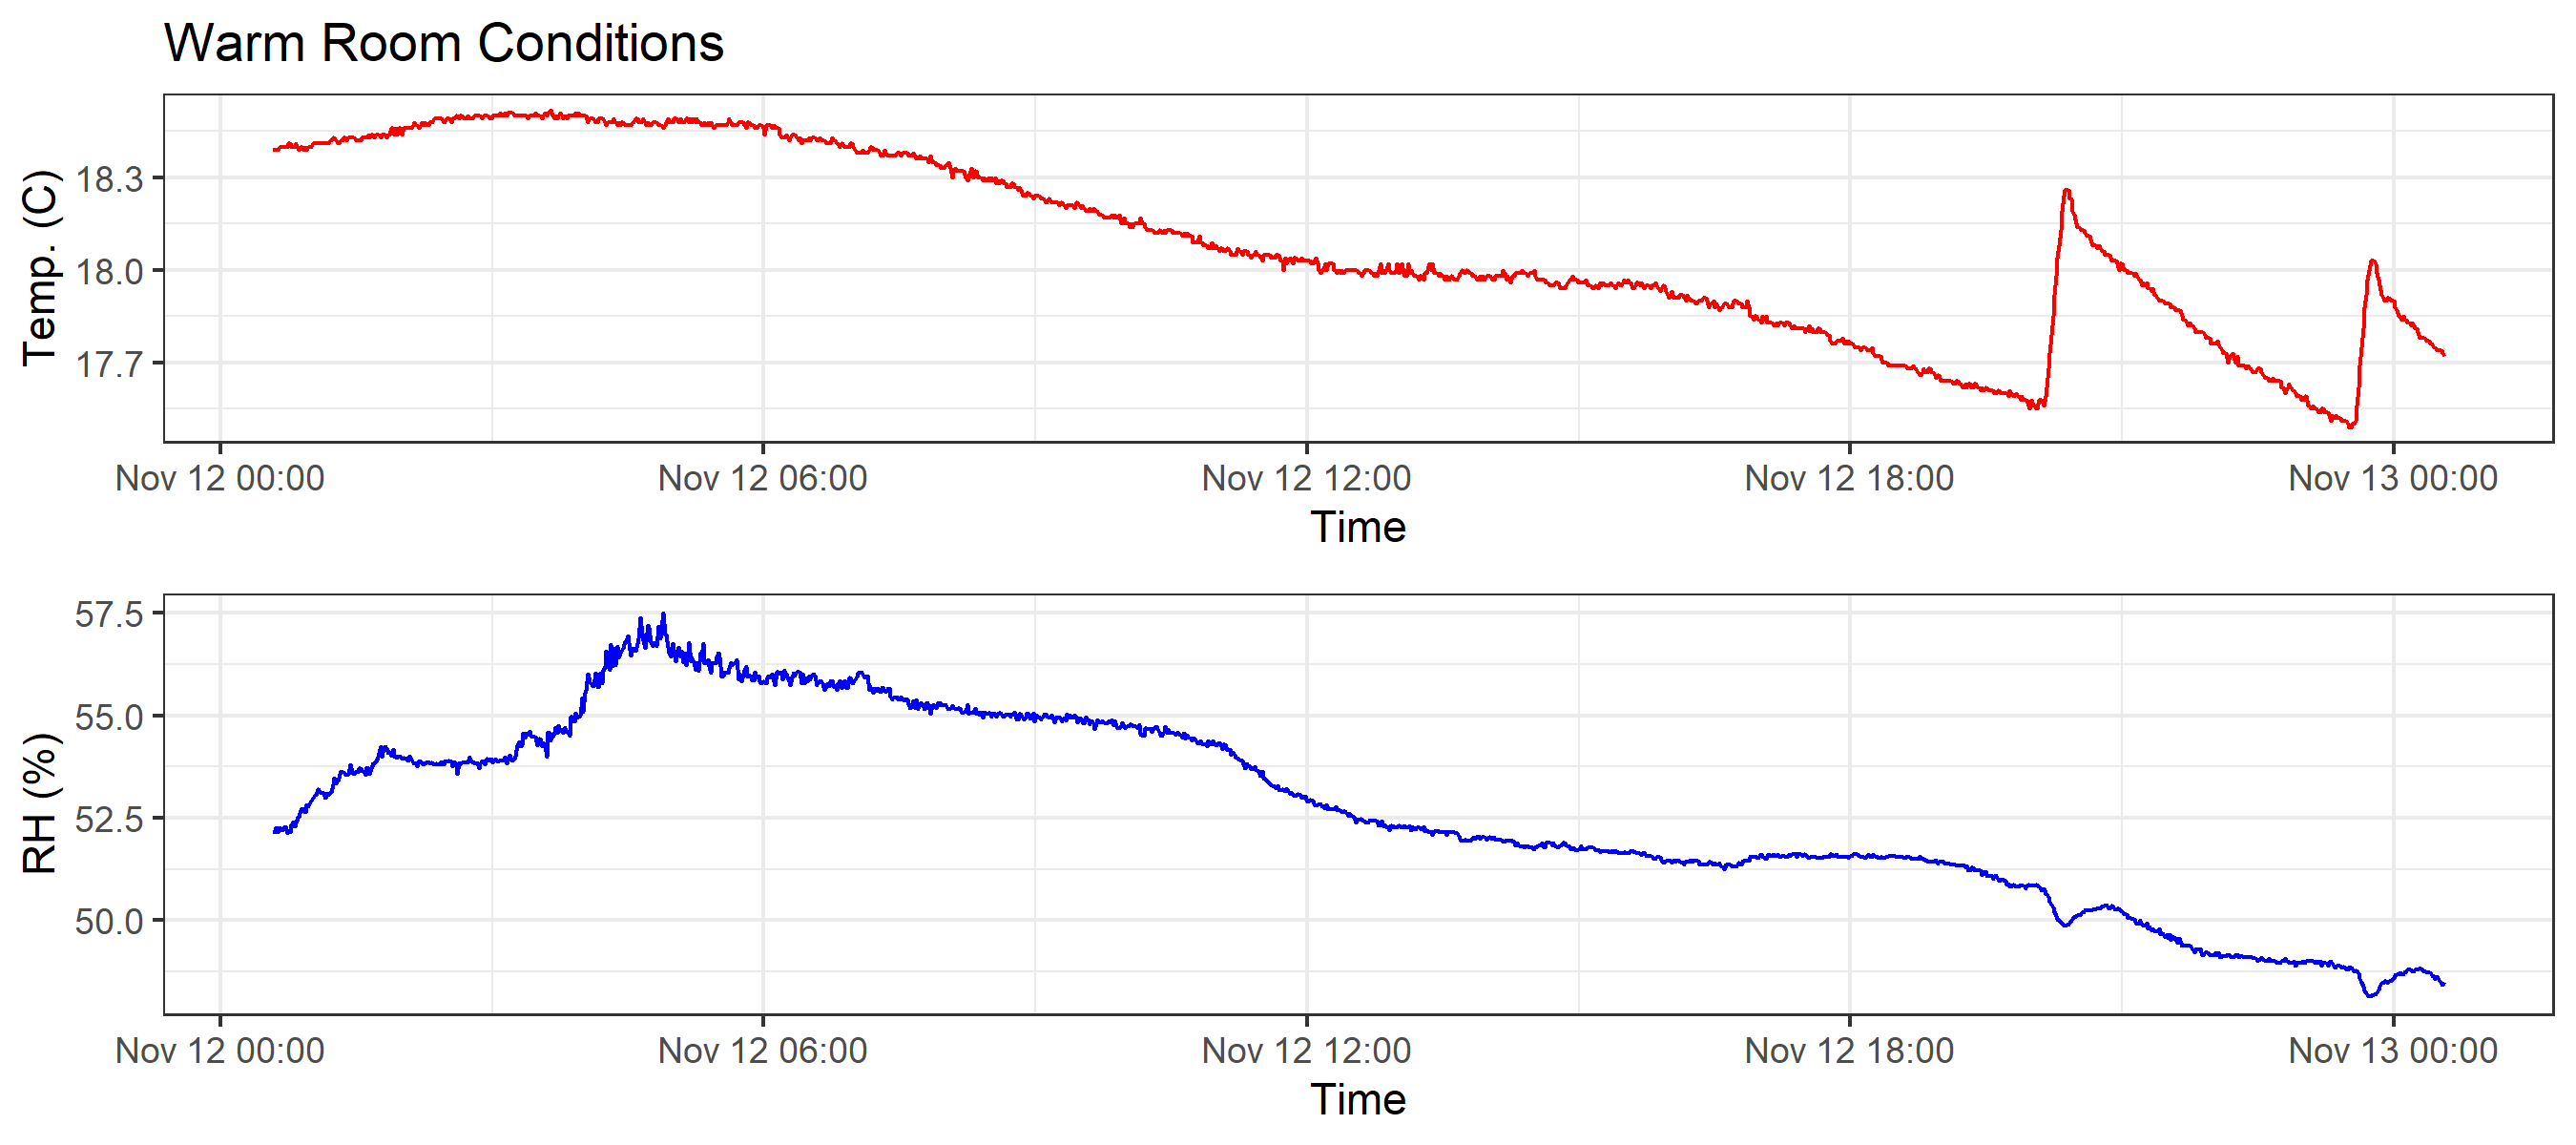 Warm Room Conditions
Temp. (C)
18.3
18.0
17.7
Nov 12 00:00 Nov 12 06:00 Nov 12 12:00 Nov 12 18:00 Nov 13 00:00
Time
RH (%)
57.5
55.0
52.5
50.0
Nov 12 00:00 Nov 12 06:00 Nov 12 12:00 Nov 12 18:00 Nov 13 00:00
Time